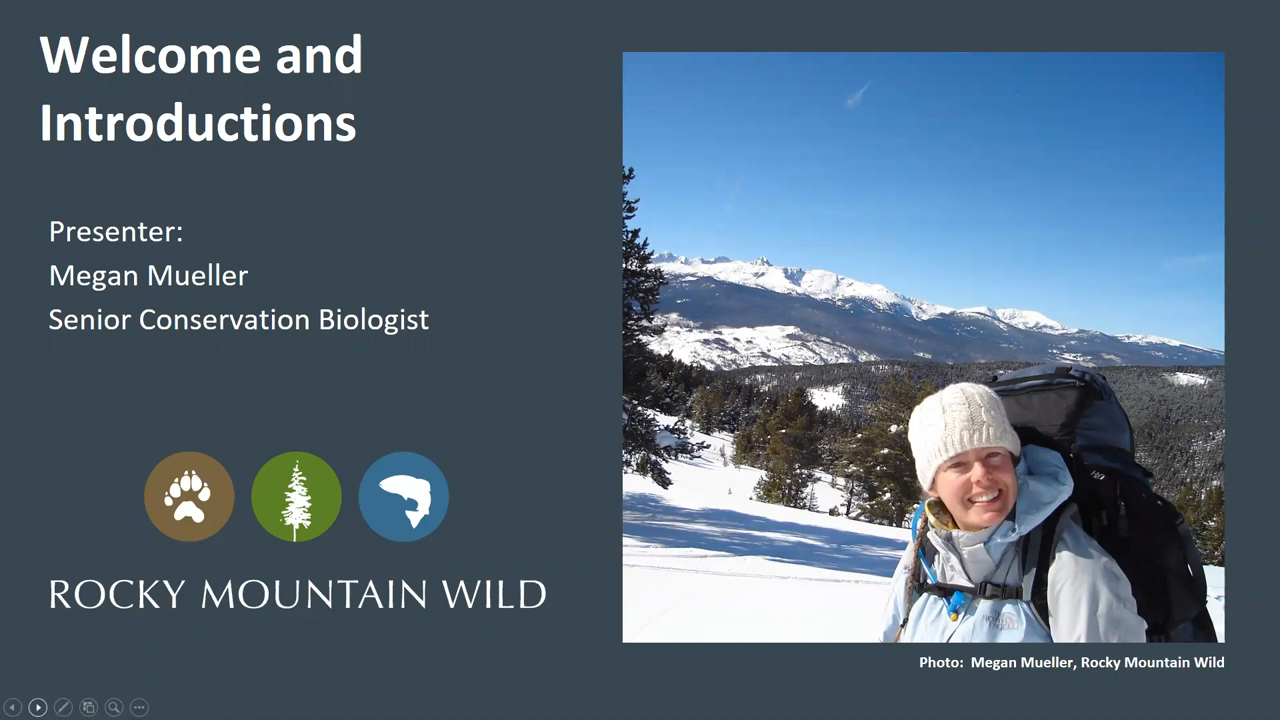 Welcome and
Introductions
Presenter:
Megan Mueller
Senior Conservation Biologist
ROCKY MOUNTAIN WILD
Photo: Megan Mueller, Rocky Mountain Wild